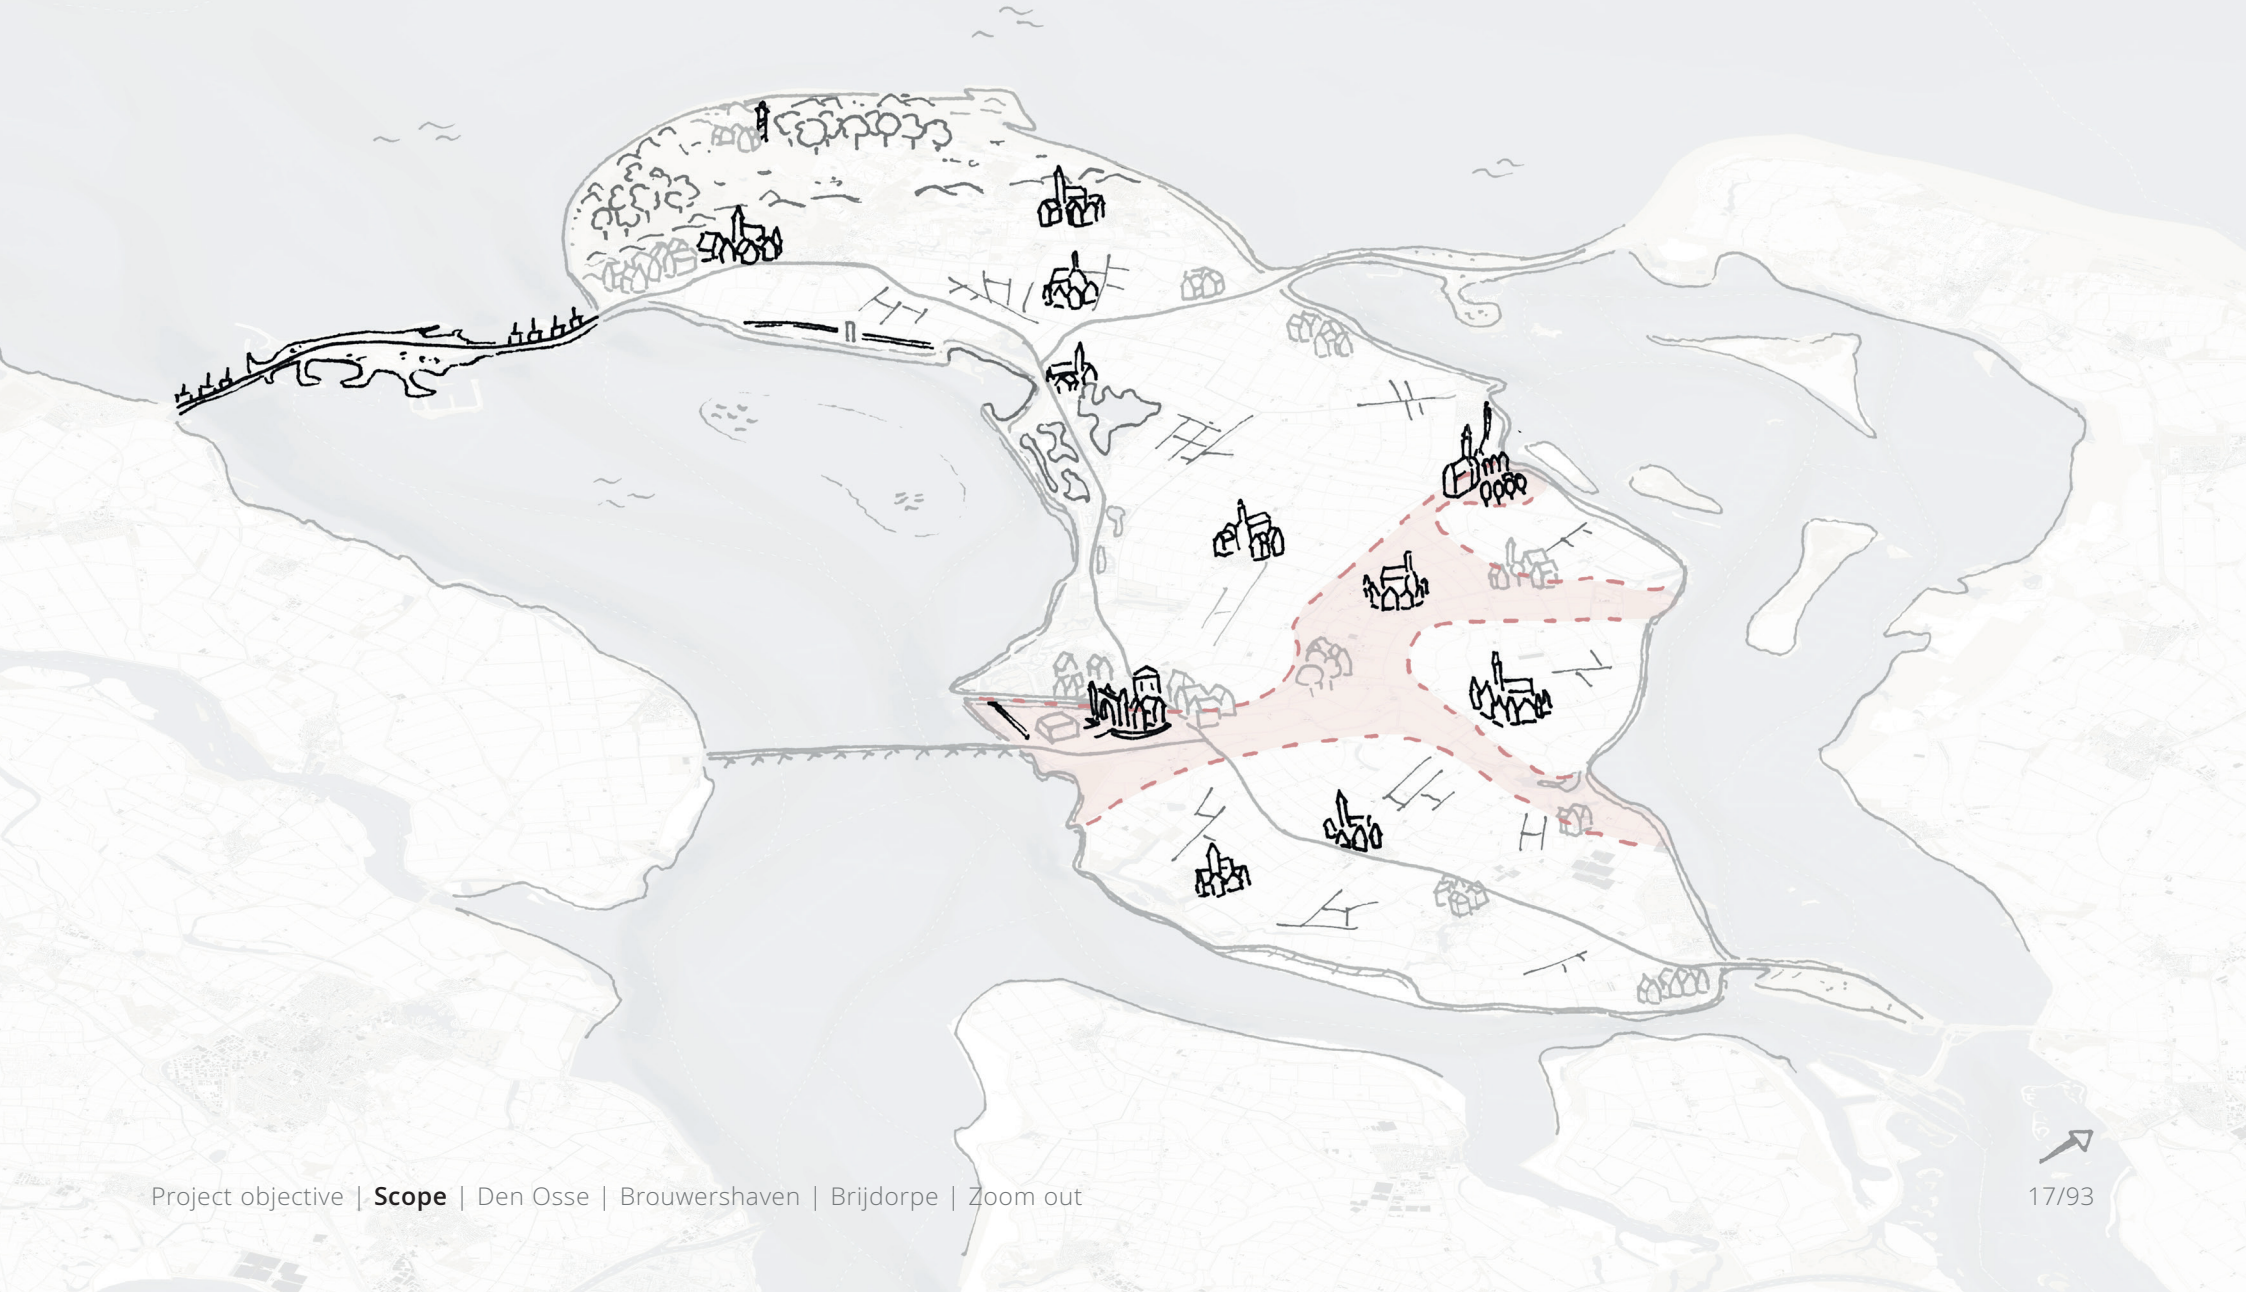 Project objective | Scope | Den Osse | Brouwershaven | Brijdorpe | Zoom out
17/93